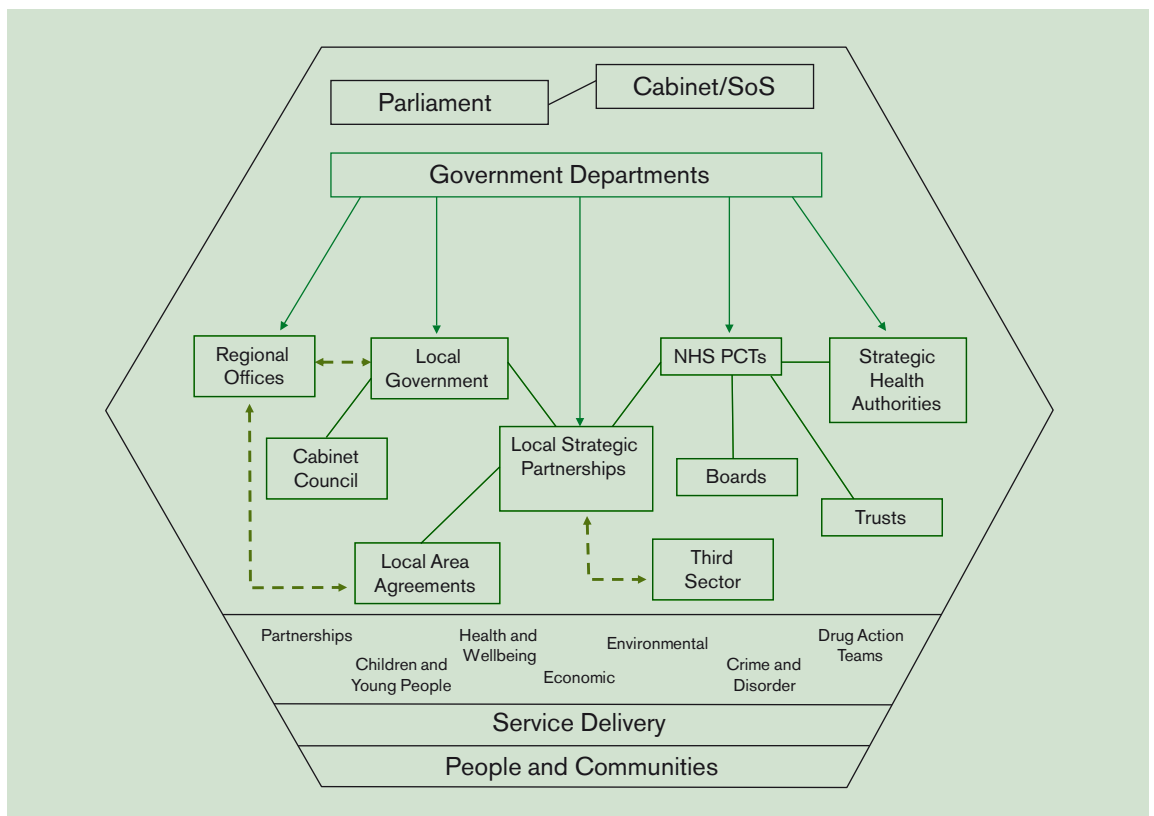 Parliament
Cabinet/SoS
Government Departments
Regional
Offices
Local
Government
NHS PCTs
Strategic
Health
Authorities
Cabinet
Council
Local Strategic
Partnerships
Boards
Trusts
Local Area
Agreements
Third
Sector
Partnerships
Children and
Young People
Health and
Wellbeing
Economic
Environmental
Crime and
Disorder
Drug Action
Teams
Service Delivery
People and Communities